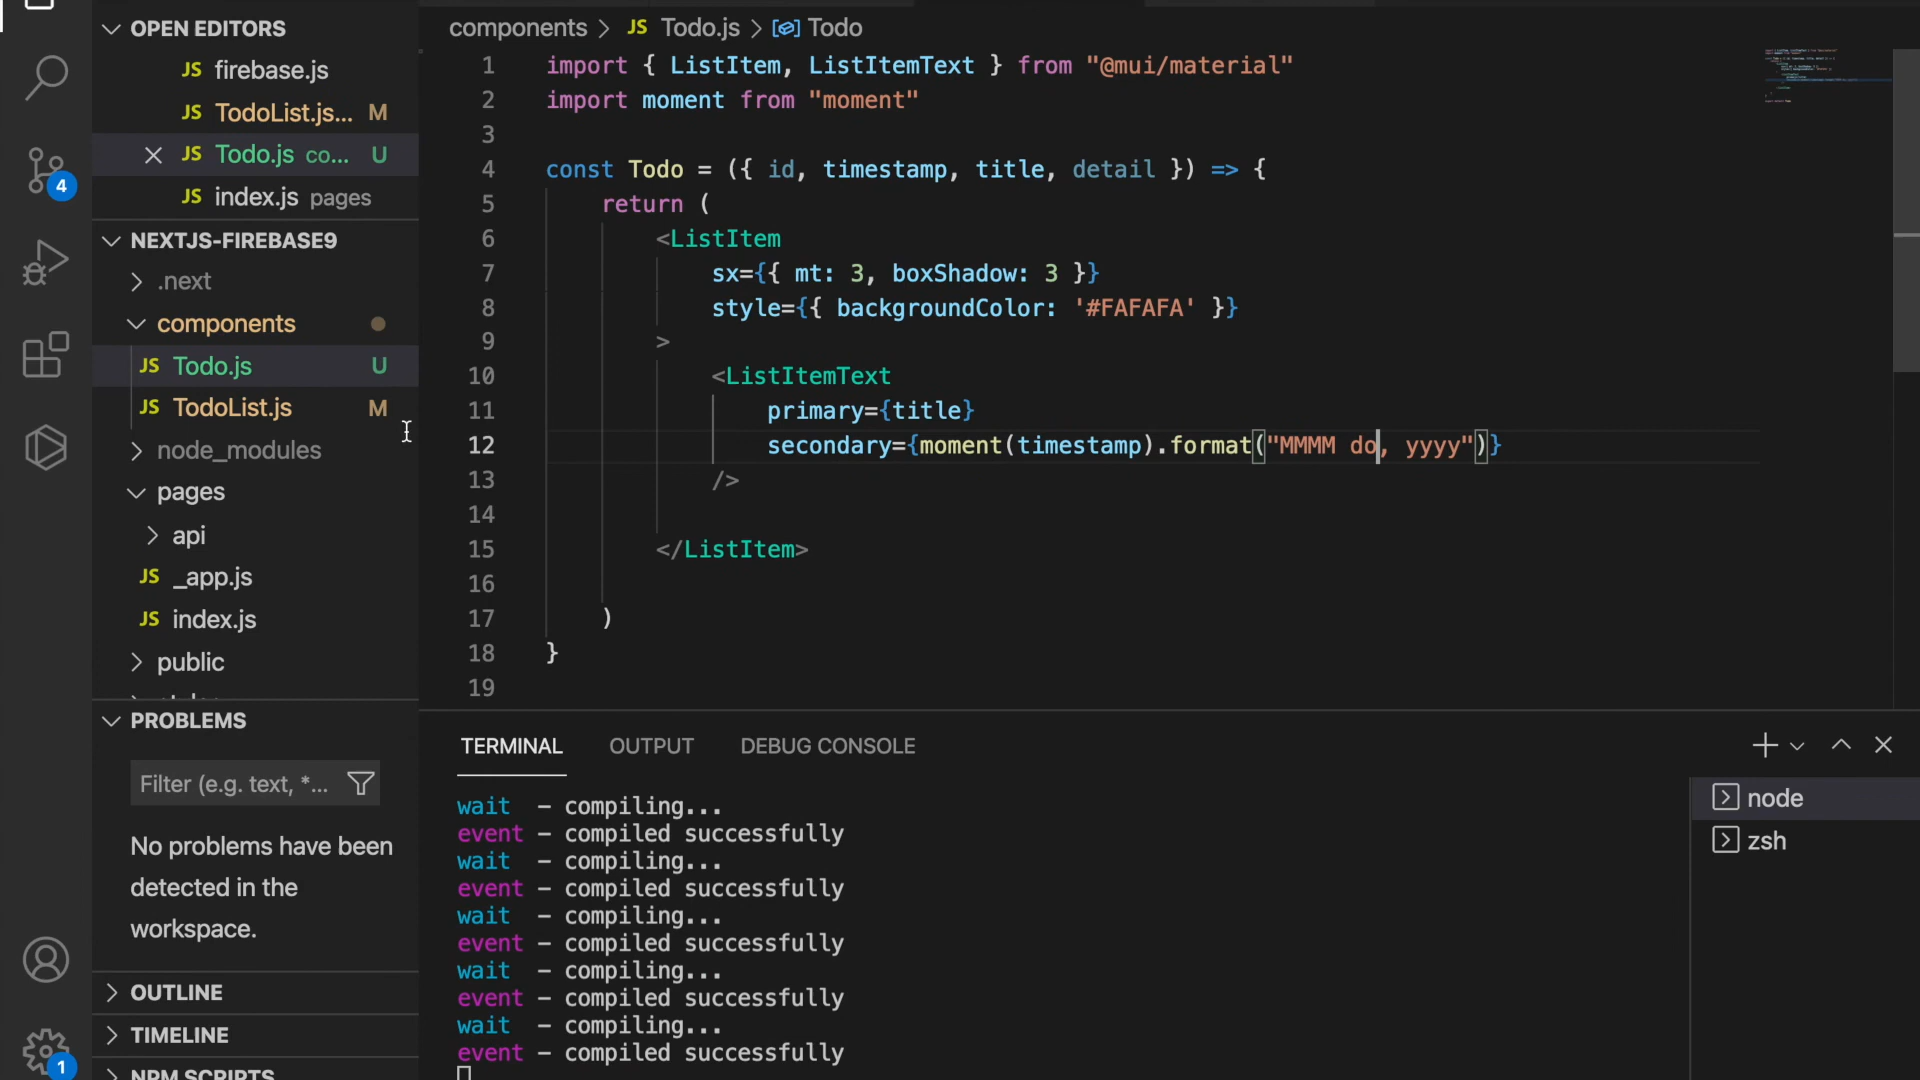 OPEN EDITORS
JS firebase.js
JS TodoList.js... M
JS Todo.js co... U
JS index.js pages
NEXTJS-FIREBASE9
.next
components
JS Todo.js U
JS TodoList.js M
node_modules
pages
api
JS _app.js
JS index.js
public
PROBLEMS
Filter (e.g. text, *...
No problems have been
detected in the
workspace.
OUTLINE
TIMELINE
NPM SCRIPTS
4
1
components > JS Todo.js > Todo
1 import { ListItem, ListItemText } from "@mui/material"
2 import moment from "moment"
3
4 const Todo = ({ id, timestamp, title, detail }) => {
5 return (
6 <ListItem
7 sx={{ mt: 3, boxShadow: 3 }}
8 style={{ backgroundColor: '#FAFAFA' }}
9 >
10 <ListItemText
11 primary={title}
12 secondary={moment(timestamp).format("MMMM do, yyyy")}
13 />
14
15 </ListItem>
16
17 )
18 }
19
TERMINAL OUTPUT DEBUG CONSOLE
wait - compiling...
event - compiled successfully
wait - compiling...
event - compiled successfully
wait - compiling...
event - compiled successfully
wait - compiling...
event - compiled successfully
wait - compiling...
event - compiled successfully
node
zsh